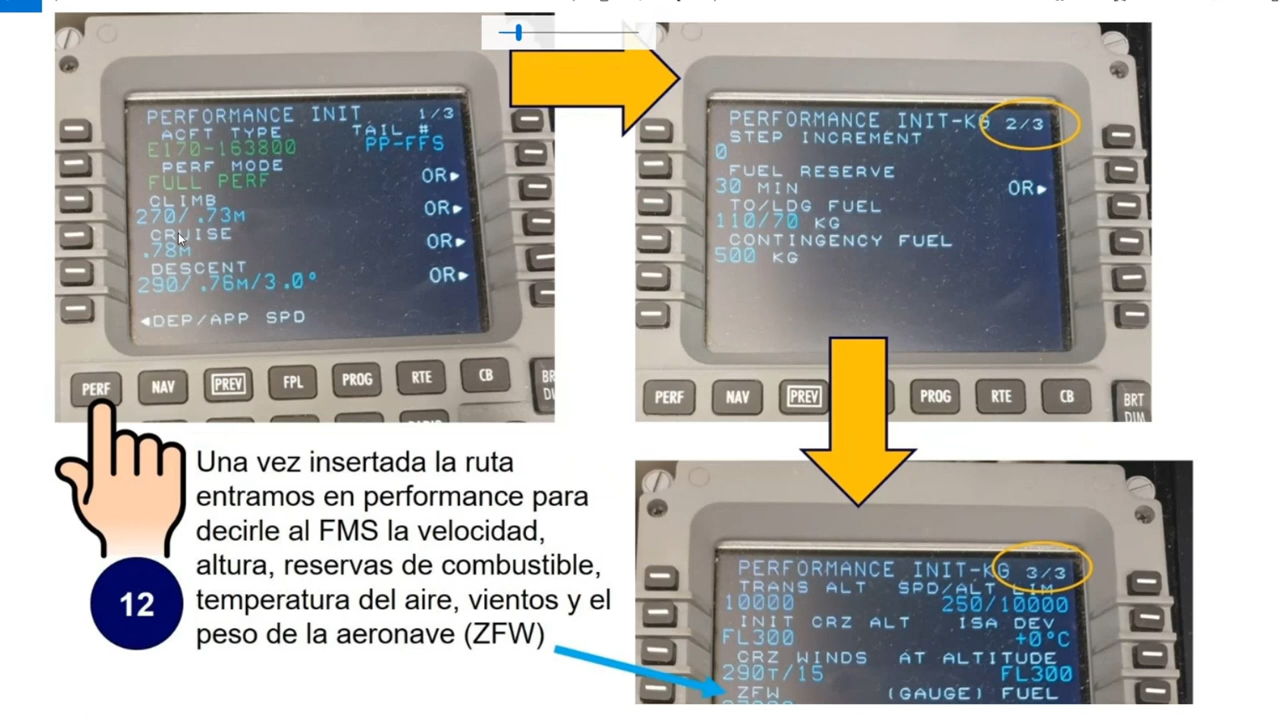 PERFORMANCE INIT 1/3
ACFT TYPE TAIL #
E170-163800 PP-FFS
PERF MODE
FULL PERF OR▸
CLIMB
270/.73M OR▸
CRUISE
.78M OR▸
DESCENT
290/.76M/3.0° OR▸
◂DEP/APP SPD
PERF NAV PREV FPL PROG RTE CB
PERFORMANCE INIT-KG 2/3
STEP INCREMENT
0
FUEL RESERVE
30 MIN OR▸
TO/LDG FUEL
110/70 KG
CONTINGENCY FUEL
500 KG
PERF NAV PREV PROG RTE CB BRT
DIM
Una vez insertada la ruta
entramos en performance para
decirle al FMS la velocidad,
altura, reservas de combustible,
temperatura del aire, vientos y el
peso de la aeronave (ZFW)
12
PERFORMANCE INIT-KG 3/3
TRANS ALT SPD/ALT LIM
10000 250/10000
INIT CRZ ALT ISA DEV
FL300 +0°C
CRZ WINDS AT ALTITUDE
290T/15 FL300
ZFW (GAUGE) FUEL